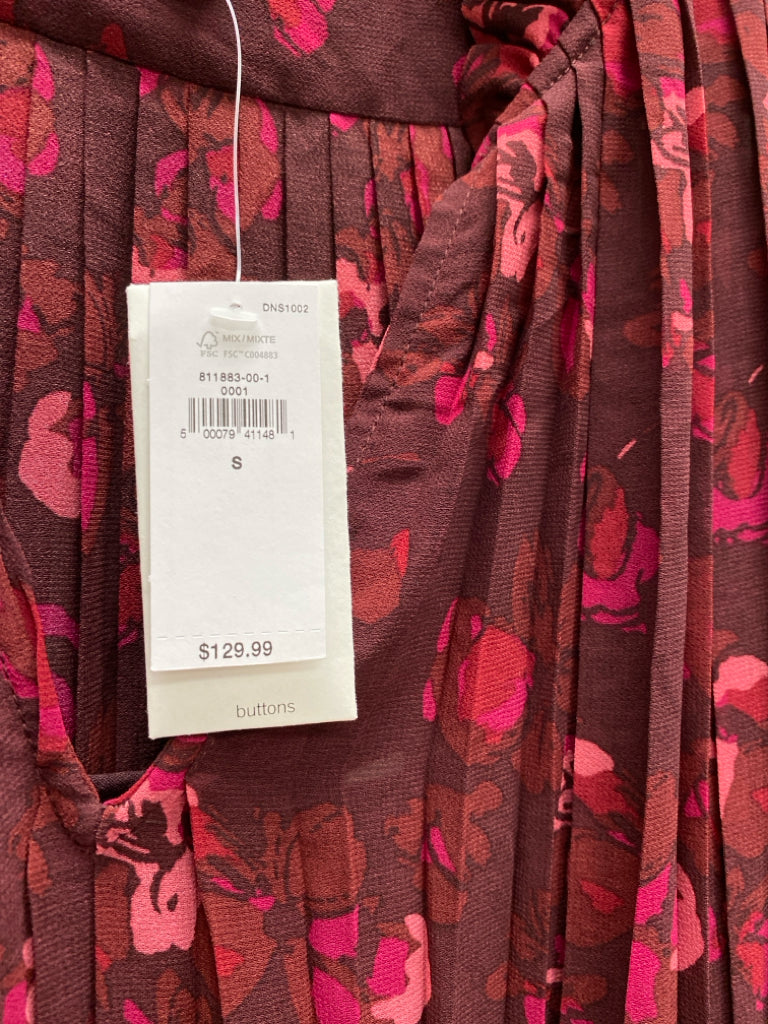 DNS1002
MIX/MIXTE
FSC FSC™ C004883
811883-00-1
0001
5 00079 41148 1
S
$129.99
buttons